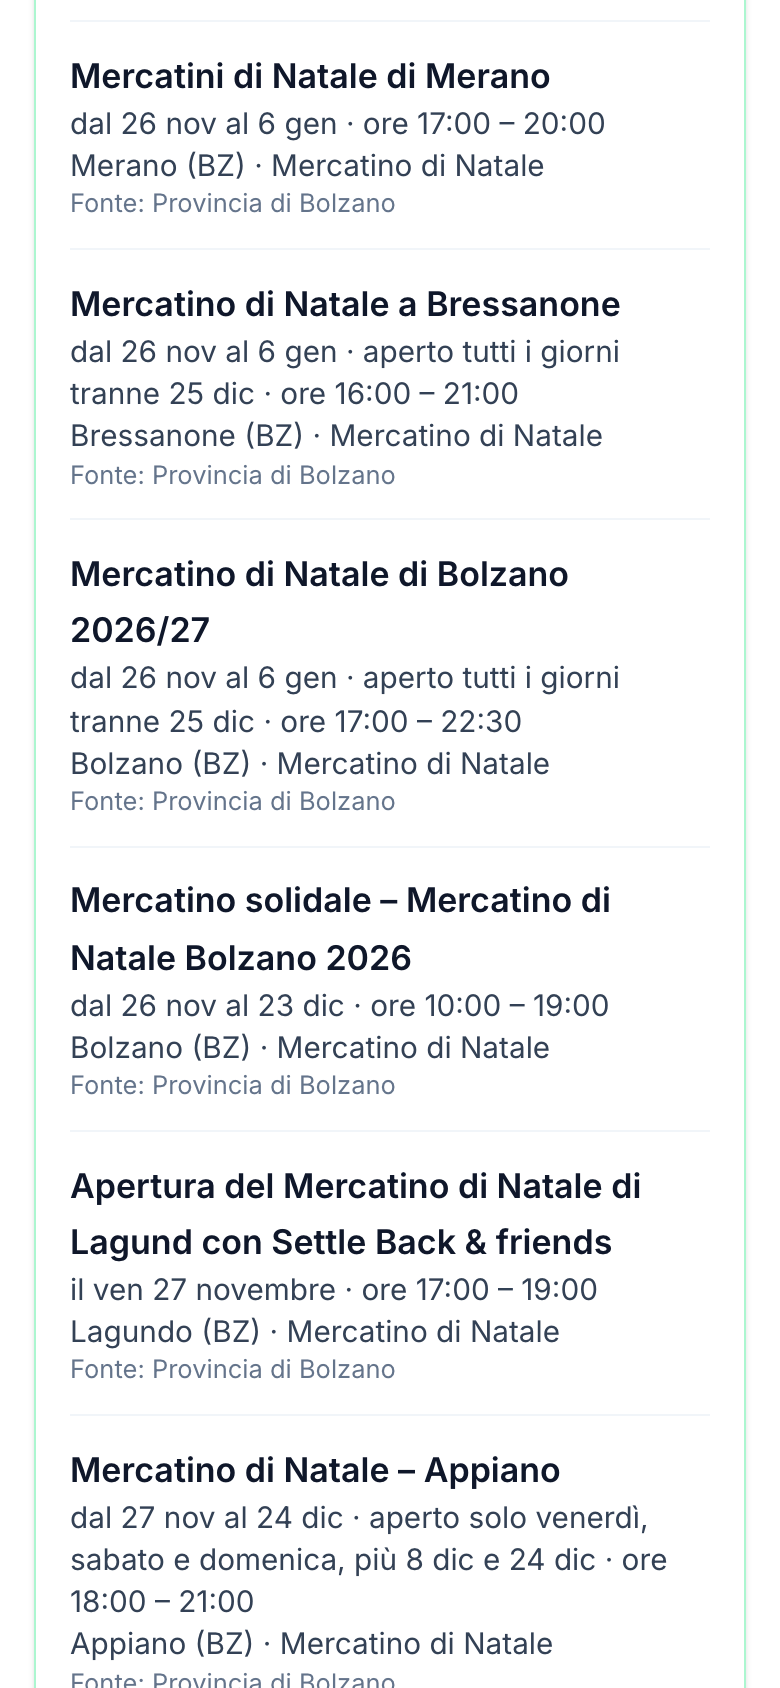 Mercatini di Natale di Merano
dal 26 nov al 6 gen · ore 17:00 – 20:00
Merano (BZ) · Mercatino di Natale
Fonte: Provincia di Bolzano
Mercatino di Natale a Bressanone
dal 26 nov al 6 gen · aperto tutti i giorni
tranne 25 dic · ore 16:00 – 21:00
Bressanone (BZ) · Mercatino di Natale
Fonte: Provincia di Bolzano
Mercatino di Natale di Bolzano
2026/27
dal 26 nov al 6 gen · aperto tutti i giorni
tranne 25 dic · ore 17:00 – 22:30
Bolzano (BZ) · Mercatino di Natale
Fonte: Provincia di Bolzano
Mercatino solidale – Mercatino di
Natale Bolzano 2026
dal 26 nov al 23 dic · ore 10:00 – 19:00
Bolzano (BZ) · Mercatino di Natale
Fonte: Provincia di Bolzano
Apertura del Mercatino di Natale di
Lagund con Settle Back & friends
il ven 27 novembre · ore 17:00 – 19:00
Lagundo (BZ) · Mercatino di Natale
Fonte: Provincia di Bolzano
Mercatino di Natale – Appiano
dal 27 nov al 24 dic · aperto solo venerdì,
sabato e domenica, più 8 dic e 24 dic · ore
18:00 – 21:00
Appiano (BZ) · Mercatino di Natale
Fonte: Provincia di Bolzano